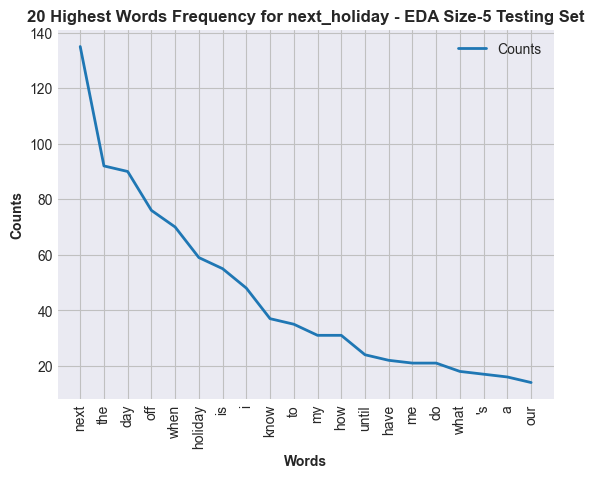 20 Highest Words Frequency for next_holiday - EDA Size-5 Testing Set
Counts
140
120
100
80
60
40
20
Counts
next
the
day
off
when
holiday
is
i
know
to
my
how
until
have
me
do
what
's
a
our
Words